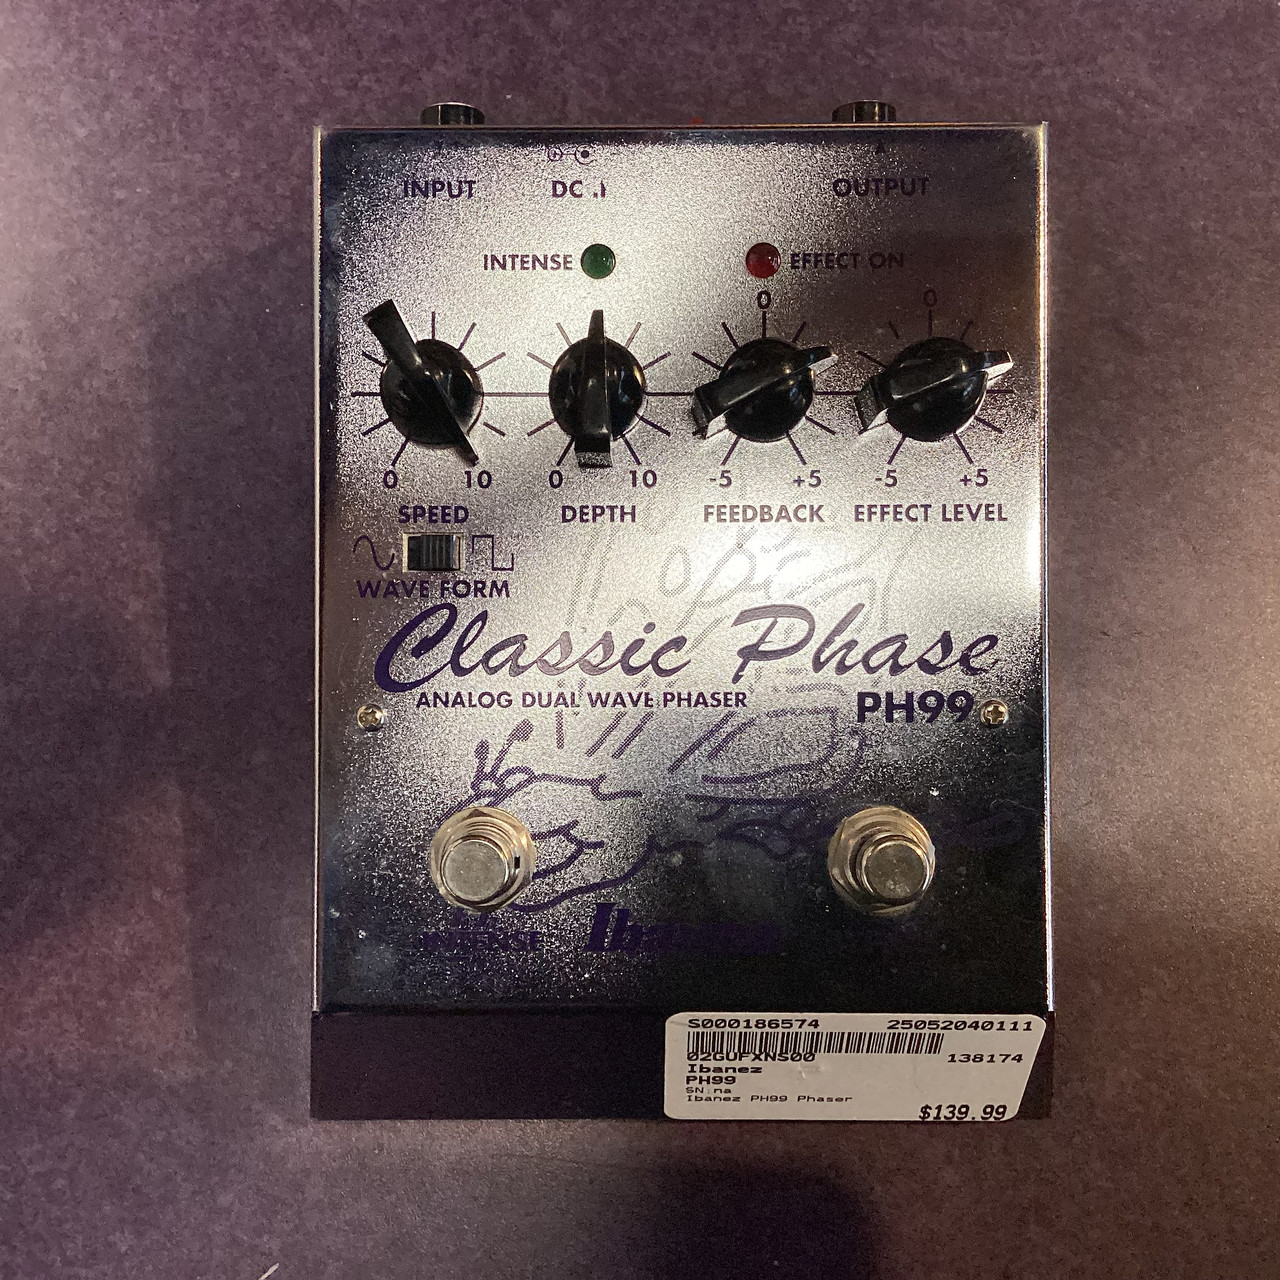 INPUT
DC
OUTPUT
INTENSE
EFFECT ON
0
0
0
10
0
10
-5
+5
-5
+5
SPEED
DEPTH
FEEDBACK
EFFECT LEVEL
WAVE FORM
Classic Phase
ANALOG DUAL WAVE PHASER
PH99
INTENSE
Ibanez
S000186574
25052040111
02GUFXNS00
138174
Ibanez
PH99
SN:na
Ibanez PH99 Phaser
$139.99